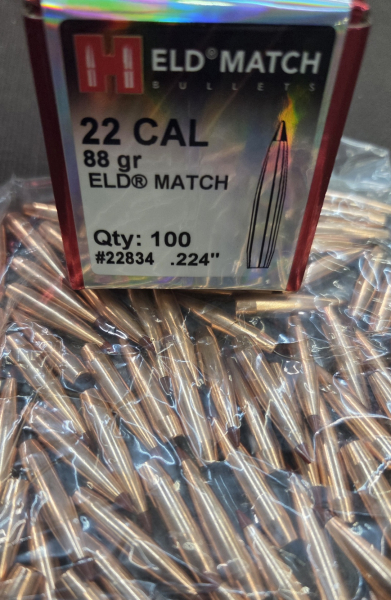 H ELD® MATCH
BULLETS
22 CAL
88 gr
ELD® MATCH
Qty: 100
#22834 .224"